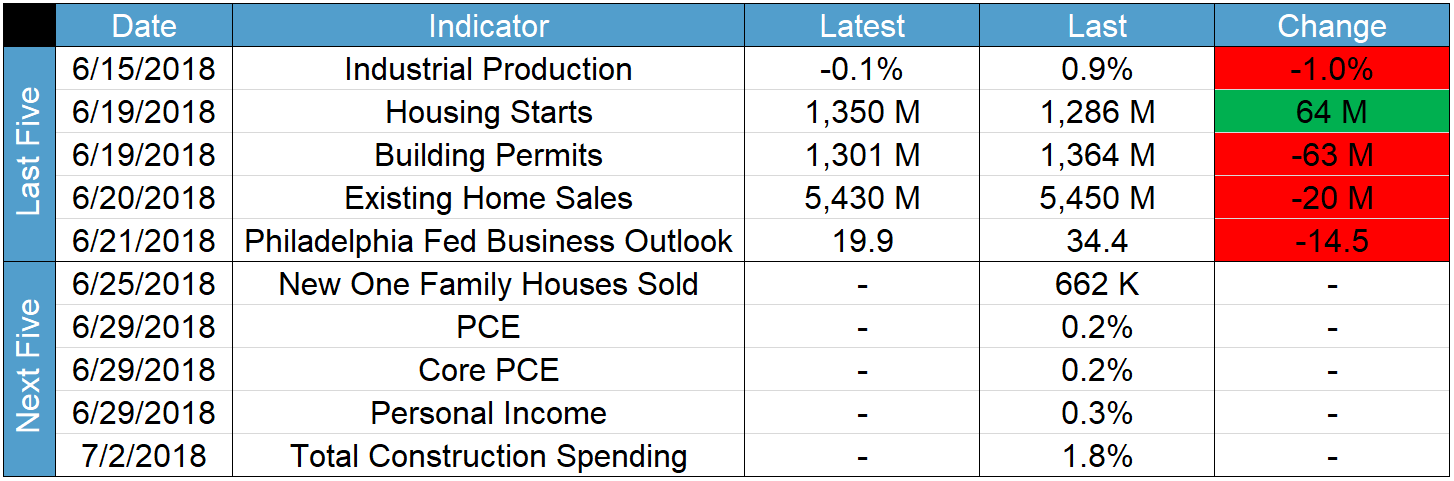 Date Indicator Latest Last Change
Last Five
6/15/2018 Industrial Production -0.1% 0.9% -1.0%
6/19/2018 Housing Starts 1,350 M 1,286 M 64 M
6/19/2018 Building Permits 1,301 M 1,364 M -63 M
6/20/2018 Existing Home Sales 5,430 M 5,450 M -20 M
6/21/2018 Philadelphia Fed Business Outlook 19.9 34.4 -14.5
Next Five
6/25/2018 New One Family Houses Sold - 662 K -
6/29/2018 PCE - 0.2% -
6/29/2018 Core PCE - 0.2% -
6/29/2018 Personal Income - 0.3% -
7/2/2018 Total Construction Spending - 1.8% -